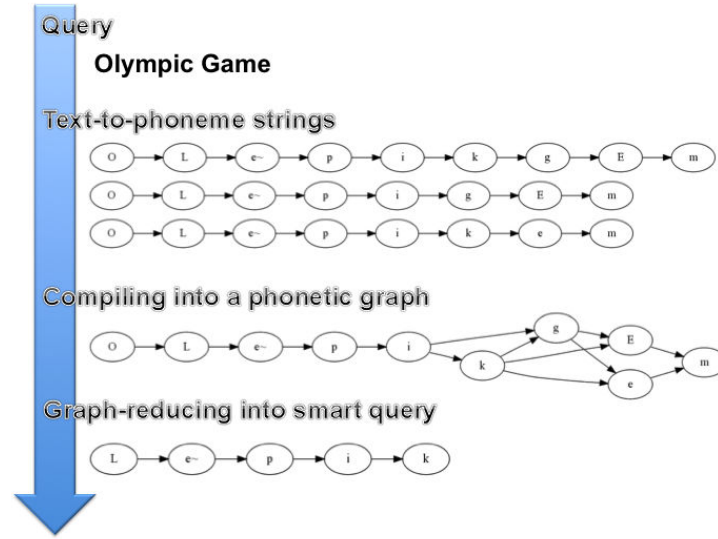 Query
Olympic Game
Text-to-phoneme strings
O L e~ p i k g E m
O L e~ p i g E m
O L e~ p i k e m
Compiling into a phonetic graph
O L e~ p i k g E e m
Graph-reducing into smart query
L e~ p i k